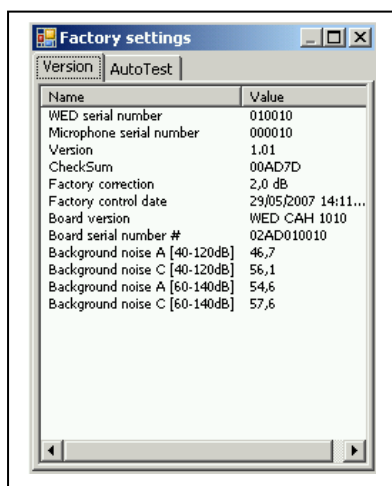 Factory settings
Version AutoTest
Name Value
WED serial number 010010
Microphone serial number 000010
Version 1.01
CheckSum 00AD7D
Factory correction 2,0 dB
Factory control date 29/05/2007 14:11...
Board version WED CAH 1010
Board serial number # 02AD010010
Background noise A [40-120dB] 46,7
Background noise C [40-120dB] 56,1
Background noise A [60-140dB] 54,6
Background noise C [60-140dB] 57,6